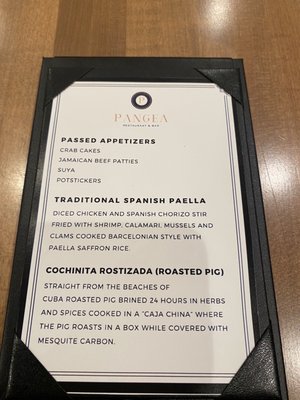 P
PANGEA
RESTAURANT & BAR
PASSED APPETIZERS
CRAB CAKES
JAMAICAN BEEF PATTIES
SUYA
POTSTICKERS
TRADITIONAL SPANISH PAELLA
DICED CHICKEN AND SPANISH CHORIZO STIR
FRIED WITH SHRIMP, CALAMARI, MUSSELS AND
CLAMS COOKED BARCELONIAN STYLE WITH
PAELLA SAFFRON RICE.
COCHINITA ROSTIZADA (ROASTED PIG)
STRAIGHT FROM THE BEACHES OF
CUBA ROASTED PIG BRINED 24 HOURS IN HERBS
AND SPICES COOKED IN A "CAJA CHINA" WHERE
THE PIG ROASTS IN A BOX WHILE COVERED WITH
MESQUITE CARBON.